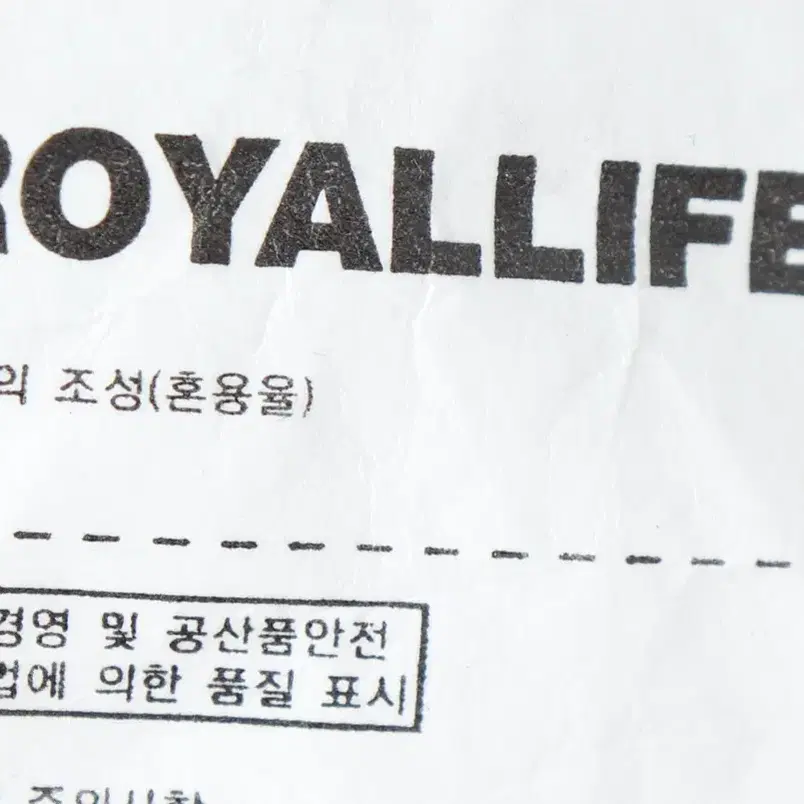 ROYALLIFE
의 조성(혼용율)
경영 및 공산품안전
법에 의한 품질 표시